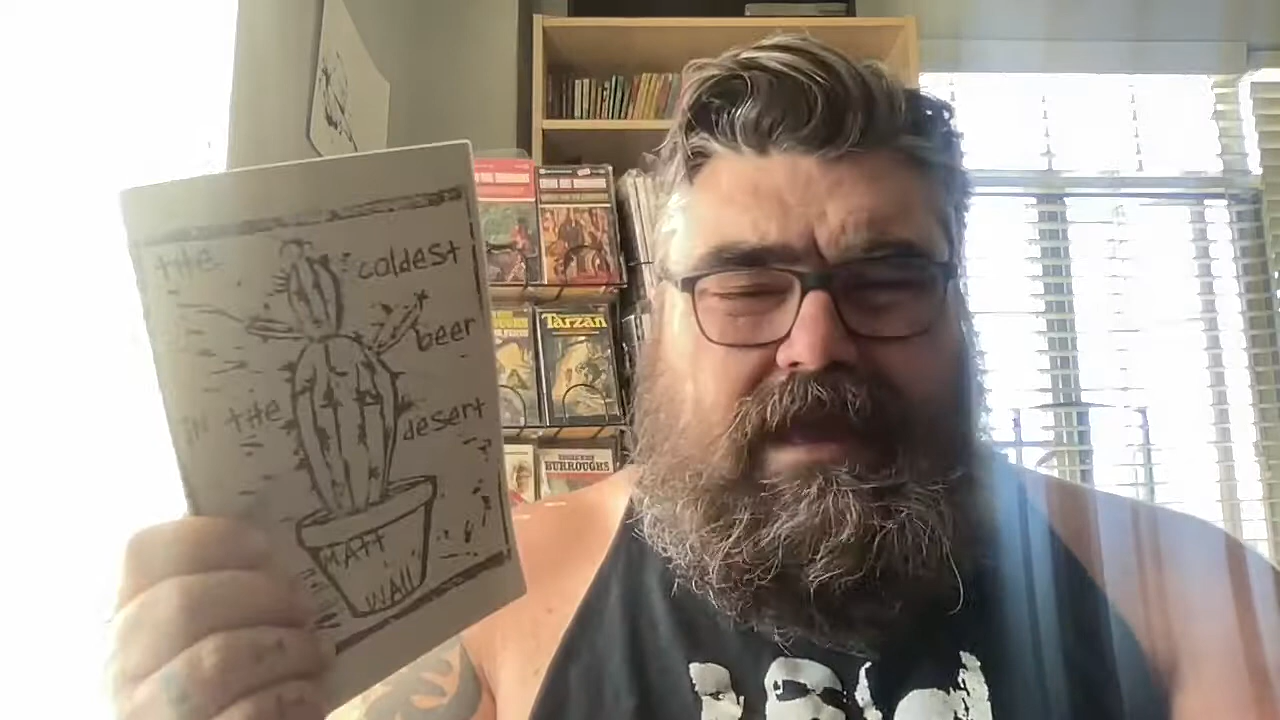 the
coldest
beer
in the
desert
MATT
WALL
Tarzan
BURROUGHS